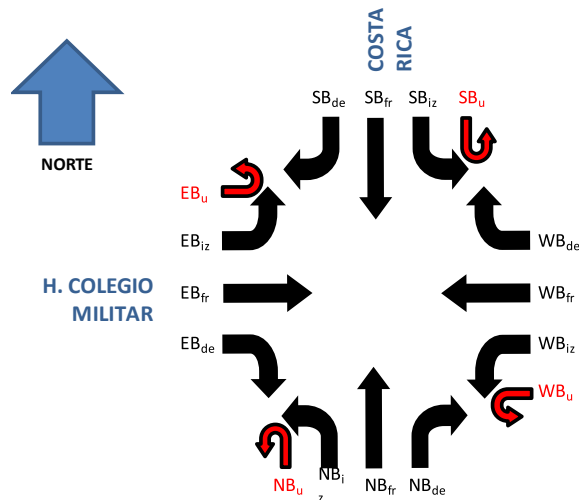 COSTA
RICA
SBde SBfr SBiz SBu
NORTE
EBu
EBiz
WBde
H. COLEGIO
MILITAR
EBfr
WBfr
EBde
WBiz
WBu
NBu NBi
z
NBfr NBde